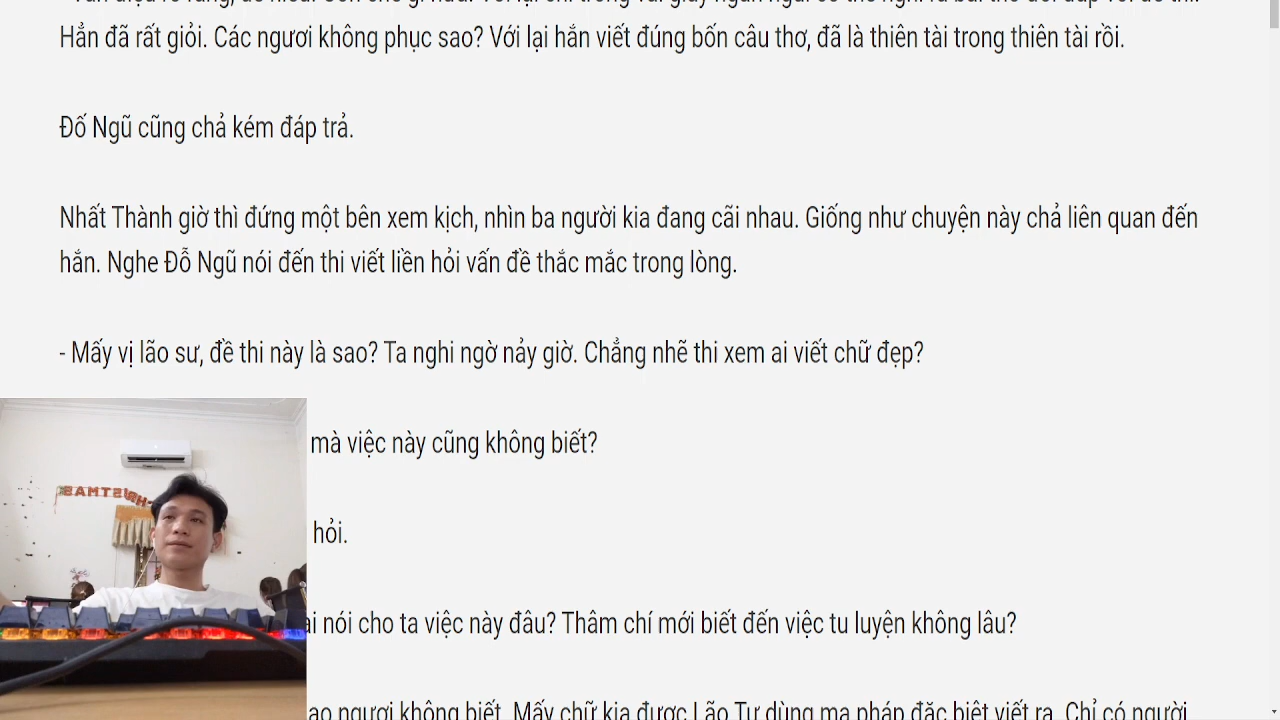 Hắn đã rất giỏi. Các ngươi không phục sao? Với lại hắn viết đúng bốn câu thơ, đã là thiên tài trong thiên tài rồi.
Đố Ngũ cũng chả kém đáp trả.
Nhất Thành giờ thì đứng một bên xem kịch, nhìn ba người kia đang cãi nhau. Giống như chuyện này chả liên quan đến
hắn. Nghe Đỗ Ngũ nói đến thi viết liền hỏi vấn đề thắc mắc trong lòng.
- Mấy vị lão sư, đề thi này là sao? Ta nghi ngờ nảy giờ. Chẳng nhẽ thi xem ai viết chữ đẹp?
mà việc này cũng không biết?
hỏi.
ai nói cho ta việc này đâu? Thâm chí mới biết đến việc tu luyện không lâu?
ao ngươi không biết. Mấy chữ kia được Lão Tư dùng ma pháp đặc biệt viết ra. Chỉ có người